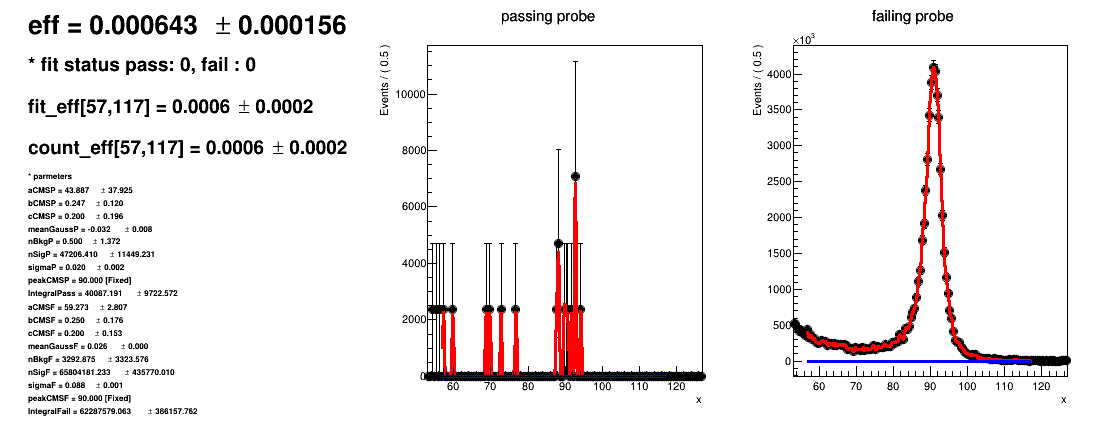 eff = 0.000643 ± 0.000156
* fit status pass: 0, fail : 0
fit_eff[57,117] = 0.0006 ± 0.0002
count_eff[57,117] = 0.0006 ± 0.0002
* parmeters
aCMSP = 43.887 ± 37.925
bCMSP = 0.247 ± 0.120
cCMSP = 0.200 ± 0.196
meanGaussP = -0.032 ± 0.008
nBkgP = 0.500 ± 1.372
nSigP = 47206.410 ± 11449.231
sigmaP = 0.020 ± 0.002
peakCMSP = 90.000 [Fixed]
IntegralPass = 40087.191 ± 9722.572
aCMSF = 59.273 ± 2.807
bCMSF = 0.250 ± 0.176
cCMSF = 0.200 ± 0.153
meanGaussF = 0.026 ± 0.000
nBkgF = 3292.875 ± 3323.576
nSigF = 65804181.233 ± 435770.010
sigmaF = 0.088 ± 0.001
peakCMSF = 90.000 [Fixed]
IntegralFail = 62287579.063 ± 386157.762
passing probe
Events / ( 0.5 )
10000
8000
6000
4000
2000
0
60 70 80 90 100 110 120
x
failing probe
×10³
Events / ( 0.5 )
4000
3500
3000
2500
2000
1500
1000
500
0
60 70 80 90 100 110 120
x